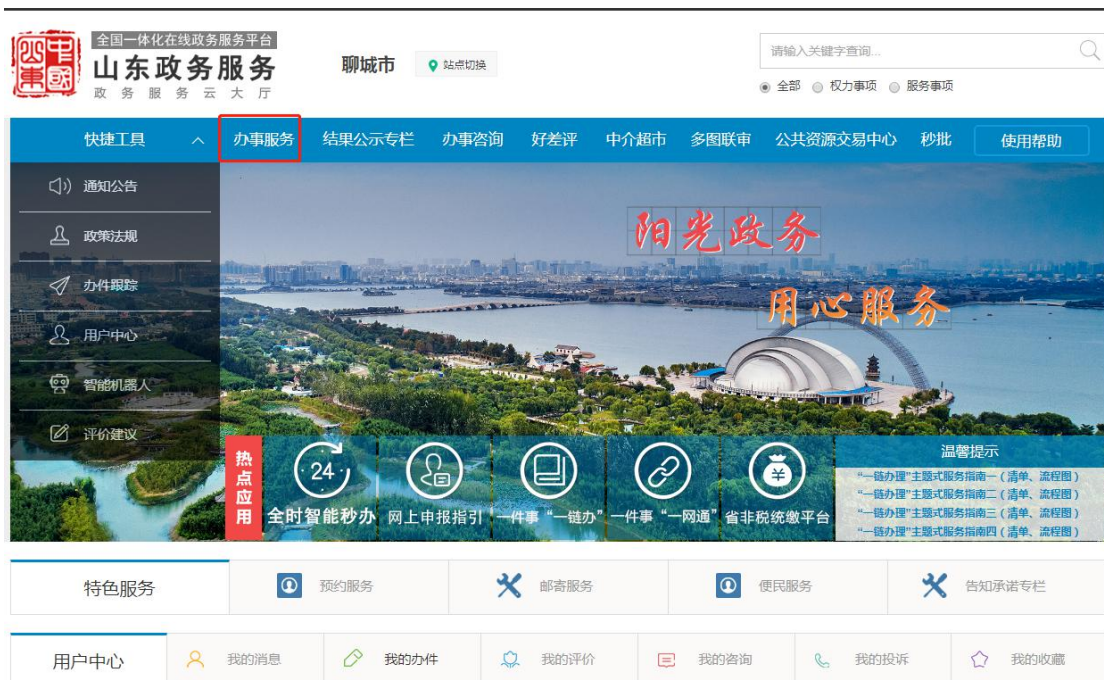 全国一体化在线政务服务平台
山东政务服务
政务服务云大厅
聊城市
站点切换
请输入关键字查询...
全部 权力事项 服务事项
快捷工具 办事服务 结果公示专栏 办事咨询 好差评 中介超市 多图联审 公共资源交易中心 秒批 使用帮助
通知公告
政策法规
办件跟踪
用户中心
智能机器人
评价建议
阳光政务
用心服务
热点应用
24
全时智能秒办 网上申报指引 一件事“一链办” 一件事“一网通” 省非税统缴平台
温馨提示
“一链办理”主题式服务指南一(清单、流程图)
“一链办理”主题式服务指南二(清单、流程图)
“一链办理”主题式服务指南三(清单、流程图)
“一链办理”主题式服务指南四(清单、流程图)
特色服务 预约服务 邮寄服务 便民服务 告知承诺专栏
用户中心 我的消息 我的办件 我的评价 我的咨询 我的投诉 我的收藏